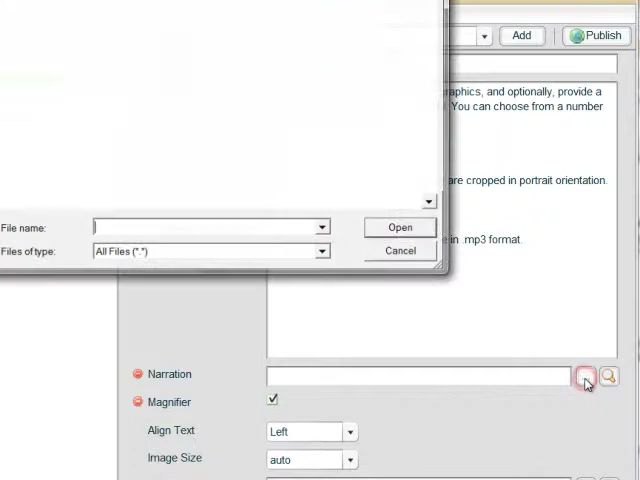 Add
Publish
graphics, and optionally, provide a
You can choose from a number
are cropped in portrait orientation.
in .mp3 format.
File name:
Open
Files of type:
All Files (*.*)
Cancel
Narration
Magnifier
Align Text
Left
Image Size
auto